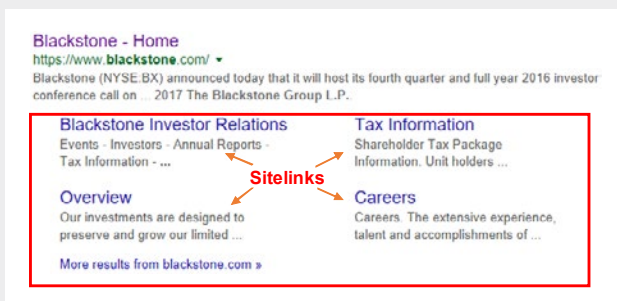 Blackstone - Home
https://www.blackstone.com/
Blackstone (NYSE:BX) announced today that it will host its fourth quarter and full year 2016 investor
conference call on ... 2017 The Blackstone Group L.P.
Blackstone Investor Relations
Events - Investors - Annual Reports -
Tax Information - ...
Tax Information
Shareholder Tax Package
Information. Unit holders ...
Sitelinks
Overview
Our investments are designed to
preserve and grow our limited ...
Careers
Careers. The extensive experience,
talent and accomplishments of ...
More results from blackstone.com »